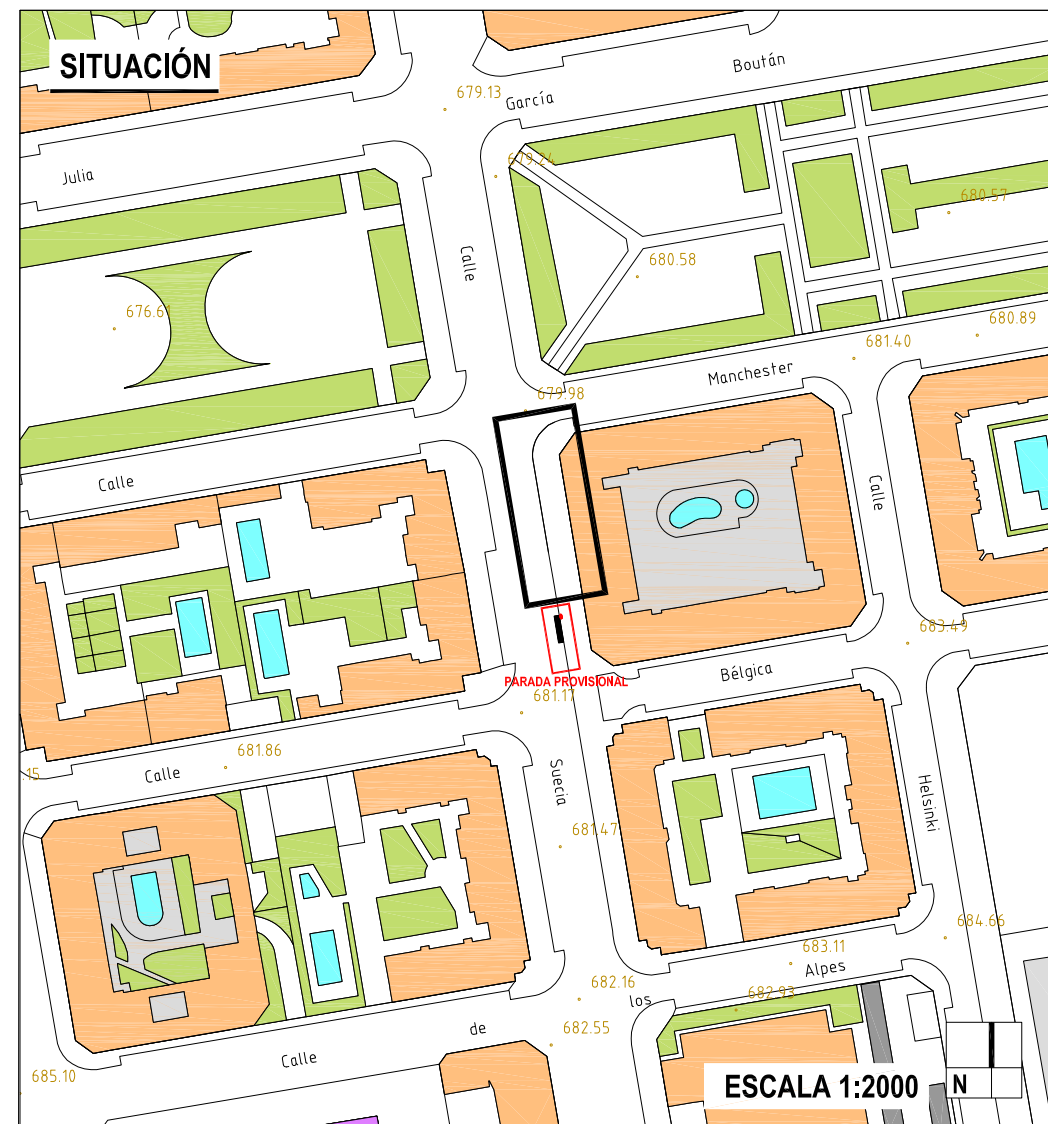 SITUACIÓN
Boután
García
679.13
679.24
Julia
680.57
Calle
680.58
676.61
680.89
681.40
Manchester
679.98
Calle
Calle
683.49
Bélgica
PARADA PROVISIONAL
681.17
681.86
Calle
.15
Suecia
Helsinki
681.47
684.66
683.11
Alpes
682.16
los
682.93
de
682.55
Calle
685.10
ESCALA 1:2000
N